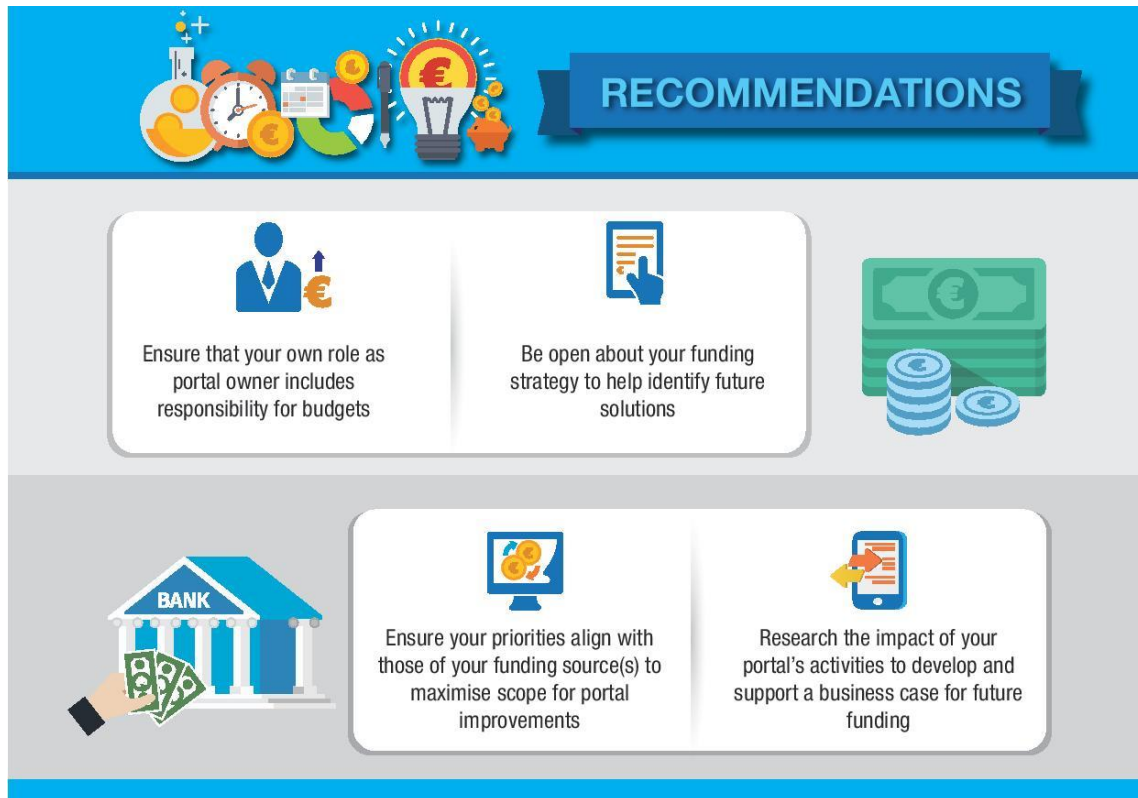 RECOMMENDATIONS
Ensure that your own role as
portal owner includes
responsibility for budgets
Be open about your funding
strategy to help identify future
solutions
BANK
Ensure your priorities align with
those of your funding source(s) to
maximise scope for portal
improvements
Research the impact of your
portal's activities to develop and
support a business case for future
funding